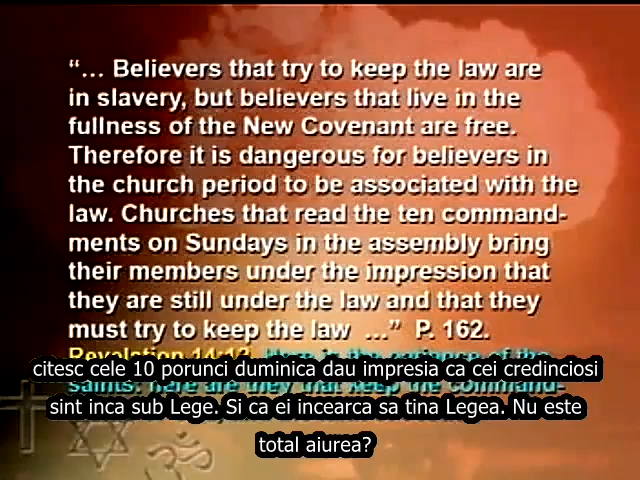 “… Believers that try to keep the law are
in slavery, but believers that live in the
fullness of the New Covenant are free.
Therefore it is dangerous for believers in
the church period to be associated with the
law. Churches that read the ten command-
ments on Sundays in the assembly bring
their members under the impression that
they are still under the law and that they
must try to keep the law …” P. 162.
Revelation 14:12. Here is the patience of the
saints: here are they that keep the command-
citesc cele 10 porunci duminica dau impresia ca cei credinciosi
sint inca sub Lege. Si ca ei incearca sa tina Legea. Nu este
total aiurea?